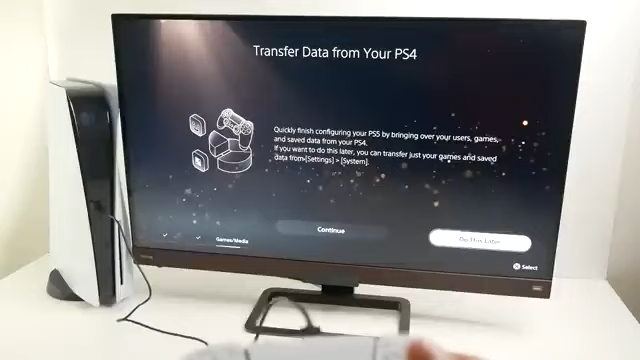 Transfer Data from Your PS4
Quickly finish configuring your PS5 by bringing over your users, games,
and saved data from your PS4.
If you want to do this later, you can transfer just your games and saved
data from [Settings] > [System].
Continue
Do This Later
Games/Media
Select